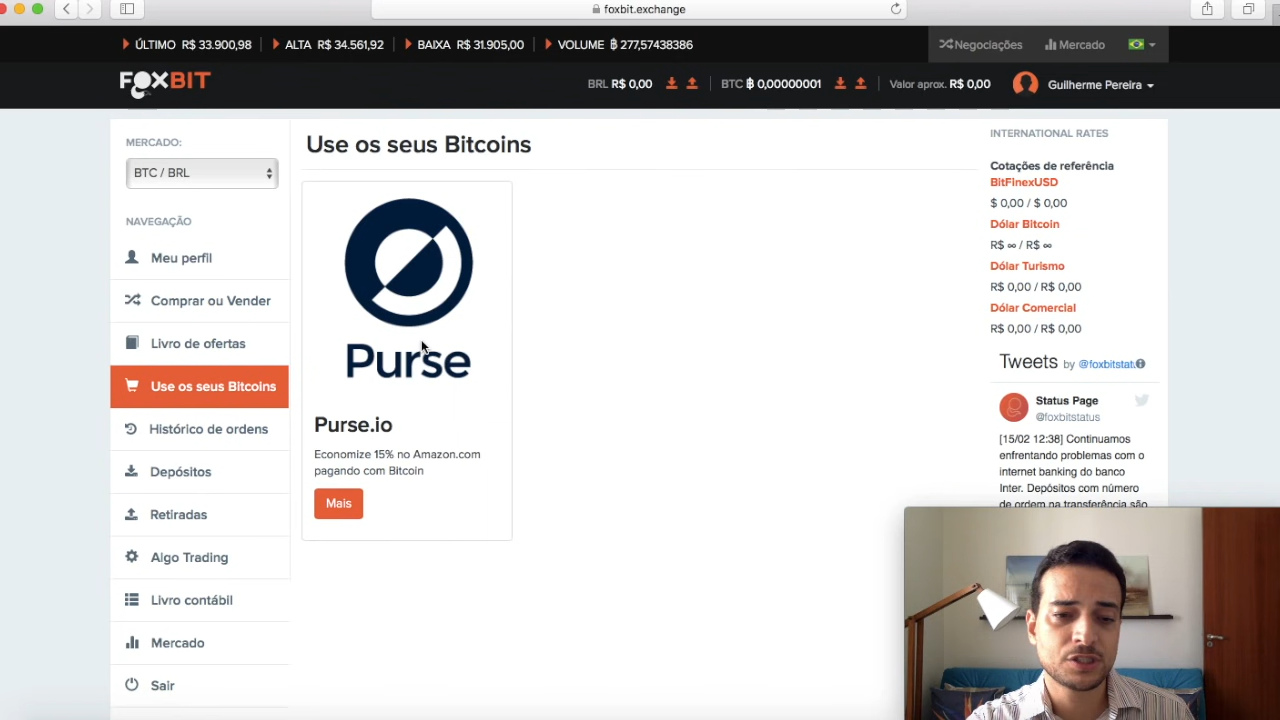 foxbit.exchange
ÚLTIMO R$ 33.900,98 ALTA R$ 34.561,92 BAIXA R$ 31.905,00 VOLUME ฿ 277,57438386
Negociações Mercado
FOXBIT
BRL R$ 0,00 BTC ฿ 0,00000001 Valor aprox. R$ 0,00 Guilherme Pereira
MERCADO:
BTC / BRL
NAVEGAÇÃO
Meu perfil
Comprar ou Vender
Livro de ofertas
Use os seus Bitcoins
Histórico de ordens
Depósitos
Retiradas
Algo Trading
Livro contábil
Mercado
Sair
Use os seus Bitcoins
Purse
Purse.io
Economize 15% no Amazon.com
pagando com Bitcoin
Mais
INTERNATIONAL RATES
Cotações de referência
BitFinexUSD
$ 0,00 / $ 0,00
Dólar Bitcoin
R$ ∞ / R$ ∞
Dólar Turismo
R$ 0,00 / R$ 0,00
Dólar Comercial
R$ 0,00 / R$ 0,00
Tweets by @foxbitstatu
Status Page
@foxbitstatus
[15/02 12:38] Continuamos
enfrentando problemas com o
internet banking do banco
Inter. Depósitos com número
de ordem na transferência são